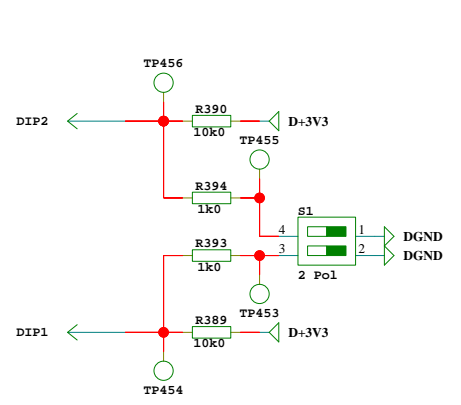 TP456
R390
DIP2
D+3V3
10k0
TP455
R394
1k0
S1
4
1
DGND
R393
3
2
DGND
1k0
2 Pol
TP453
R389
DIP1
D+3V3
10k0
TP454